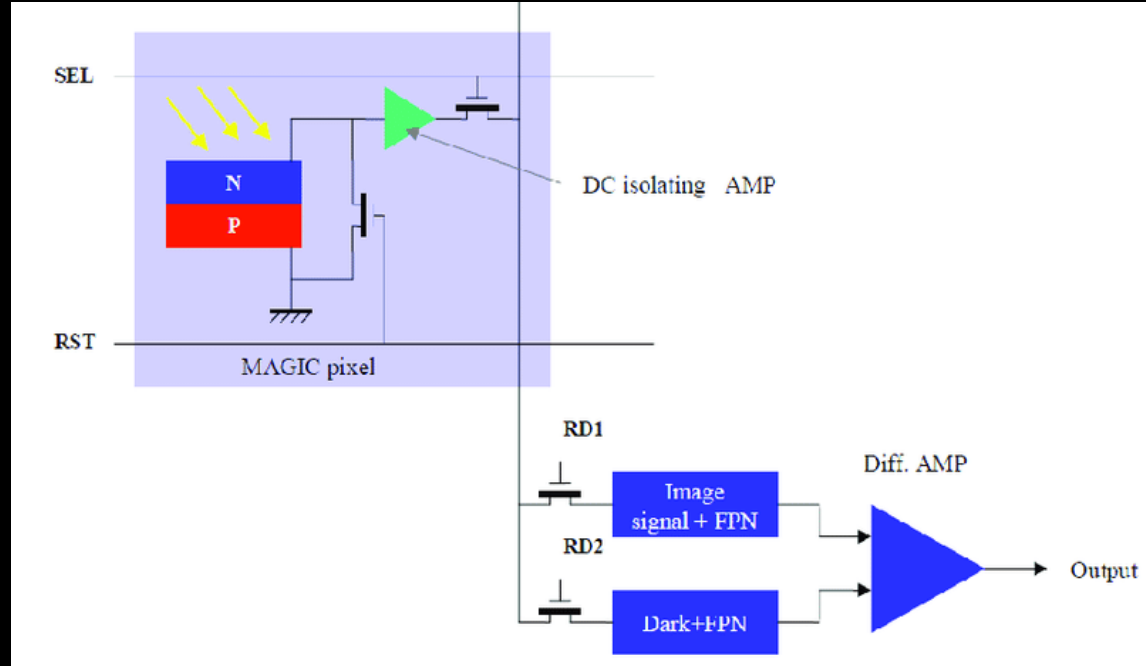 SEL
N
P
DC isolating AMP
RST
MAGIC pixel
RD1
Image
signal + FPN
Diff. AMP
RD2
Dark+FPN
Output